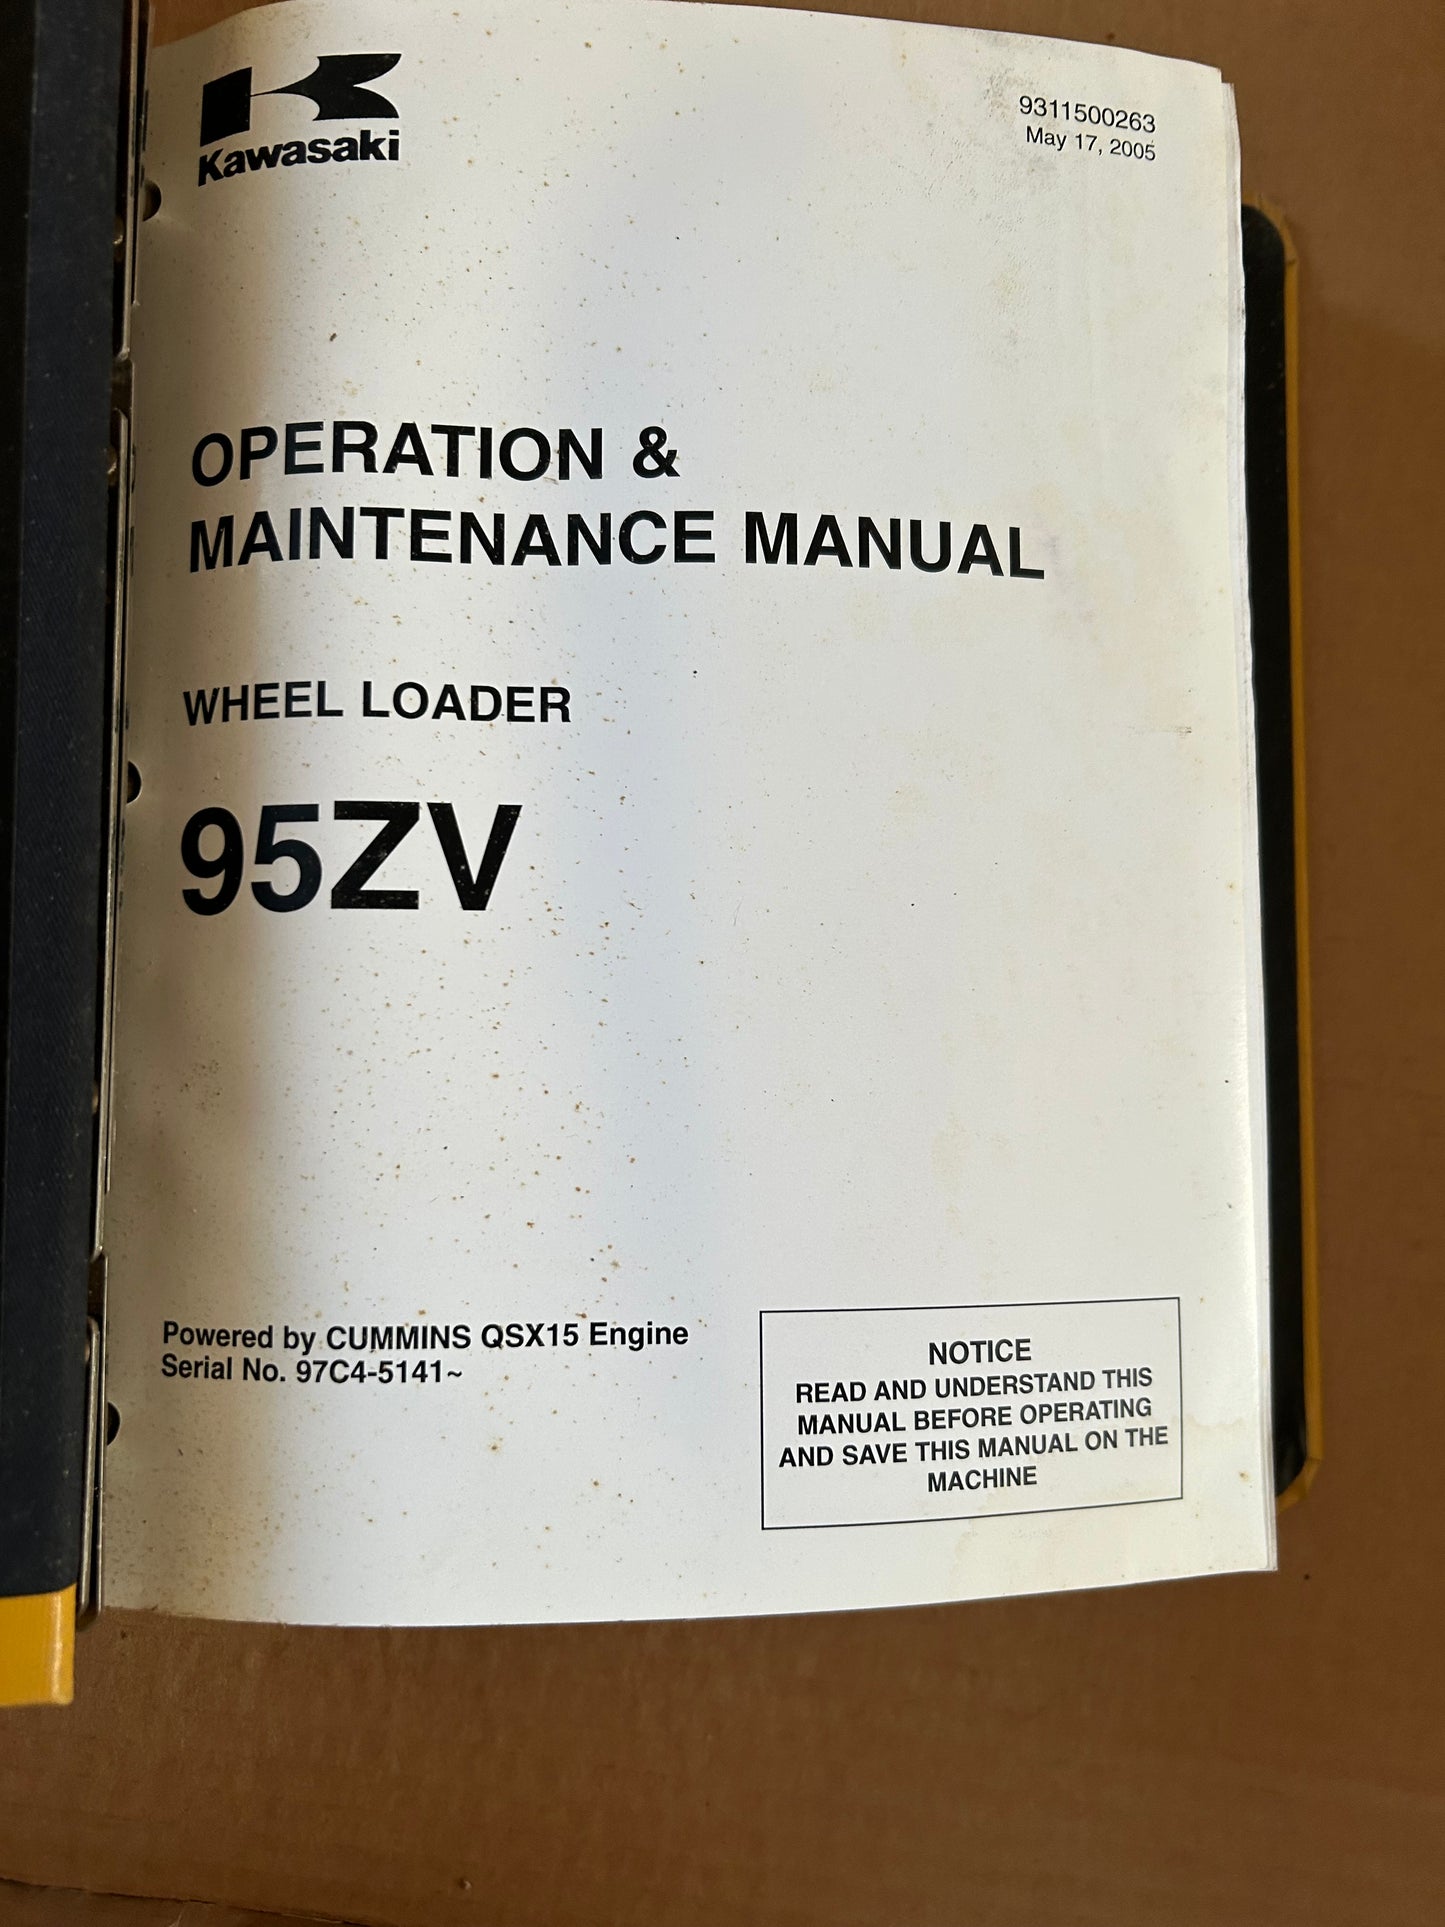 Kawasaki
9311500263
May 17, 2005
OPERATION &
MAINTENANCE MANUAL
WHEEL LOADER
95ZV
Powered by CUMMINS QSX15 Engine
Serial No. 97C4-5141~
NOTICE
READ AND UNDERSTAND THIS
MANUAL BEFORE OPERATING
AND SAVE THIS MANUAL ON THE
MACHINE